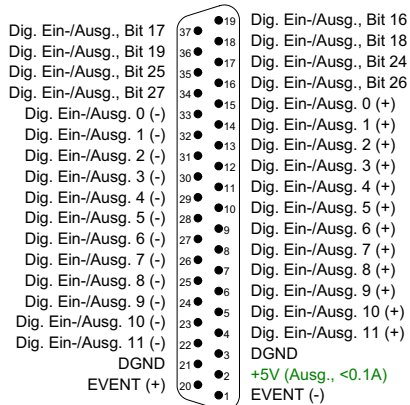 Dig. Ein-/Ausg., Bit 17 37
Dig. Ein-/Ausg., Bit 19 36
Dig. Ein-/Ausg., Bit 25 35
Dig. Ein-/Ausg., Bit 27 34
Dig. Ein-/Ausg. 0 (-) 33
Dig. Ein-/Ausg. 1 (-) 32
Dig. Ein-/Ausg. 2 (-) 31
Dig. Ein-/Ausg. 3 (-) 30
Dig. Ein-/Ausg. 4 (-) 29
Dig. Ein-/Ausg. 5 (-) 28
Dig. Ein-/Ausg. 6 (-) 27
Dig. Ein-/Ausg. 7 (-) 26
Dig. Ein-/Ausg. 8 (-) 25
Dig. Ein-/Ausg. 9 (-) 24
Dig. Ein-/Ausg. 10 (-) 23
Dig. Ein-/Ausg. 11 (-) 22
DGND 21
EVENT (+) 20
19 Dig. Ein-/Ausg., Bit 16
18 Dig. Ein-/Ausg., Bit 18
17 Dig. Ein-/Ausg., Bit 24
16 Dig. Ein-/Ausg., Bit 26
15 Dig. Ein-/Ausg. 0 (+)
14 Dig. Ein-/Ausg. 1 (+)
13 Dig. Ein-/Ausg. 2 (+)
12 Dig. Ein-/Ausg. 3 (+)
11 Dig. Ein-/Ausg. 4 (+)
10 Dig. Ein-/Ausg. 5 (+)
9 Dig. Ein-/Ausg. 6 (+)
8 Dig. Ein-/Ausg. 7 (+)
7 Dig. Ein-/Ausg. 8 (+)
6 Dig. Ein-/Ausg. 9 (+)
5 Dig. Ein-/Ausg. 10 (+)
4 Dig. Ein-/Ausg. 11 (+)
3 DGND
2 +5V (Ausg., <0.1A)
1 EVENT (-)